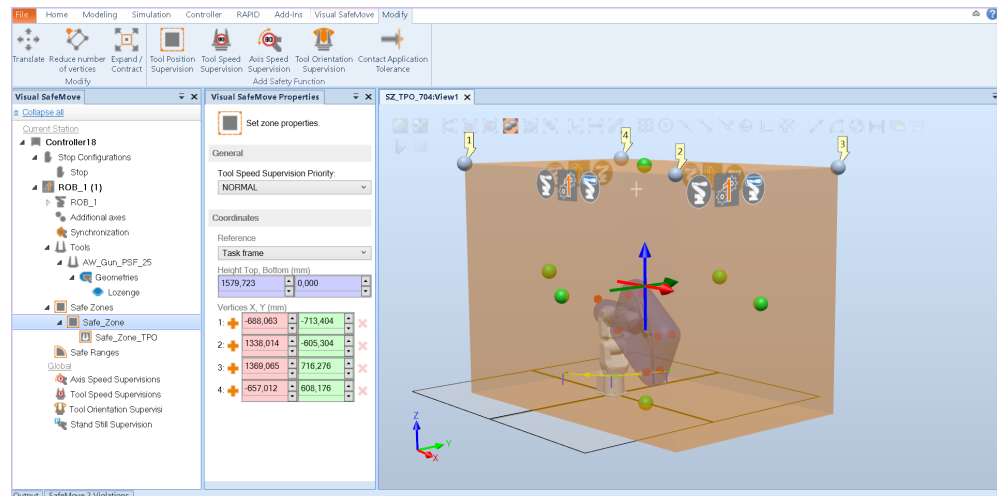 File Home Modeling Simulation Controller RAPID Add-Ins Visual SafeMove Modify
Translate Reduce number of vertices Expand / Contract Tool Position Supervision Tool Speed Supervision Axis Speed Supervision Tool Orientation Supervision Contact Application Tolerance
Modify Add Safety Function
Visual SafeMove
Collapse all
Current Station
Controller18
Stop Configurations
Stop
ROB_1 (1)
ROB_1
Additional axes
Synchronization
Tools
AW_Gun_PSF_25
Geometries
Lozenge
Safe Zones
Safe_Zone
Safe_Zone_TPO
Safe Ranges
Global
Axis Speed Supervisions
Tool Speed Supervisions
Tool Orientation Supervisi
Stand Still Supervision
Visual SafeMove Properties
Set zone properties.
General
Tool Speed Supervision Priority:
NORMAL
Coordinates
Reference
Task frame
Height Top, Bottom (mm)
1579,723 0,000
Vertices X, Y (mm)
1: -688,063 -713,404
2: 1338,014 -605,304
3: 1369,065 716,276
4: -657,012 608,176
SZ_TPO_704:View1
1
4
2
3
Z
Y
X
Output SafeMove 3 Violations